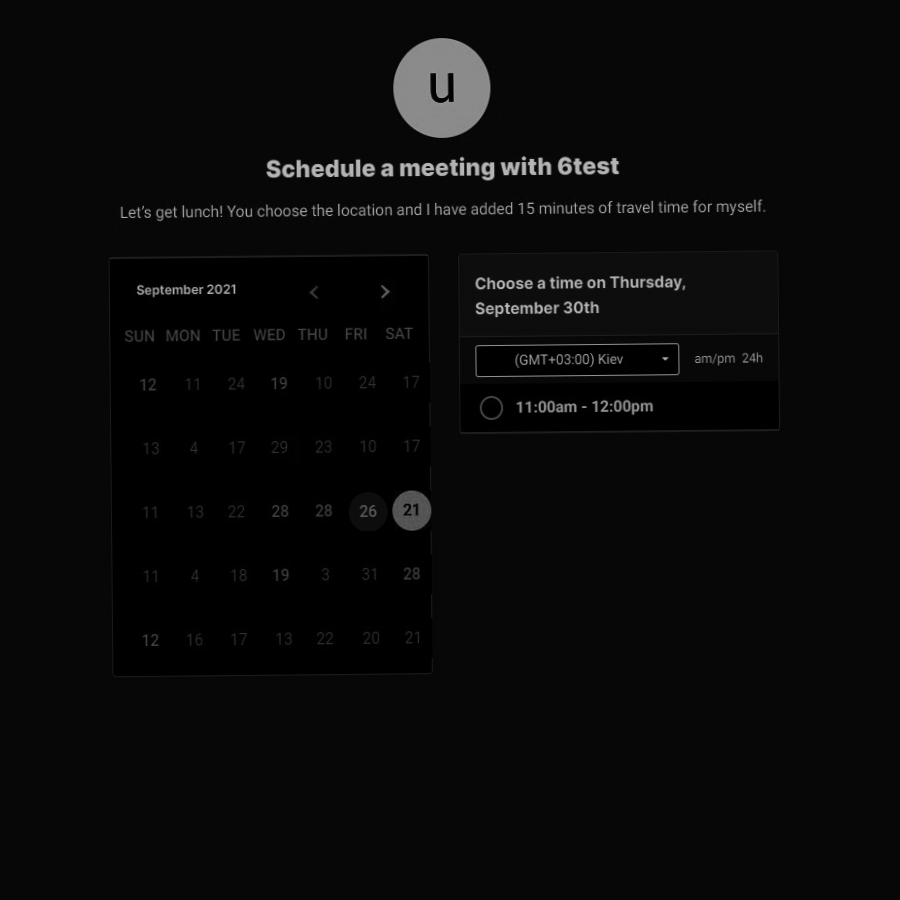 u
Schedule a meeting with 6test
Let's get lunch! You choose the location and I have added 15 minutes of travel time for myself.
September 2021
SUN MON TUE WED THU FRI SAT
12 11 24 19 10 24 17
13 4 17 29 23 10 17
11 13 22 28 28 26 21
11 4 18 19 3 31 28
12 16 17 13 22 20 21
Choose a time on Thursday,
September 30th
(GMT+03:00) Kiev am/pm 24h
11:00am - 12:00pm